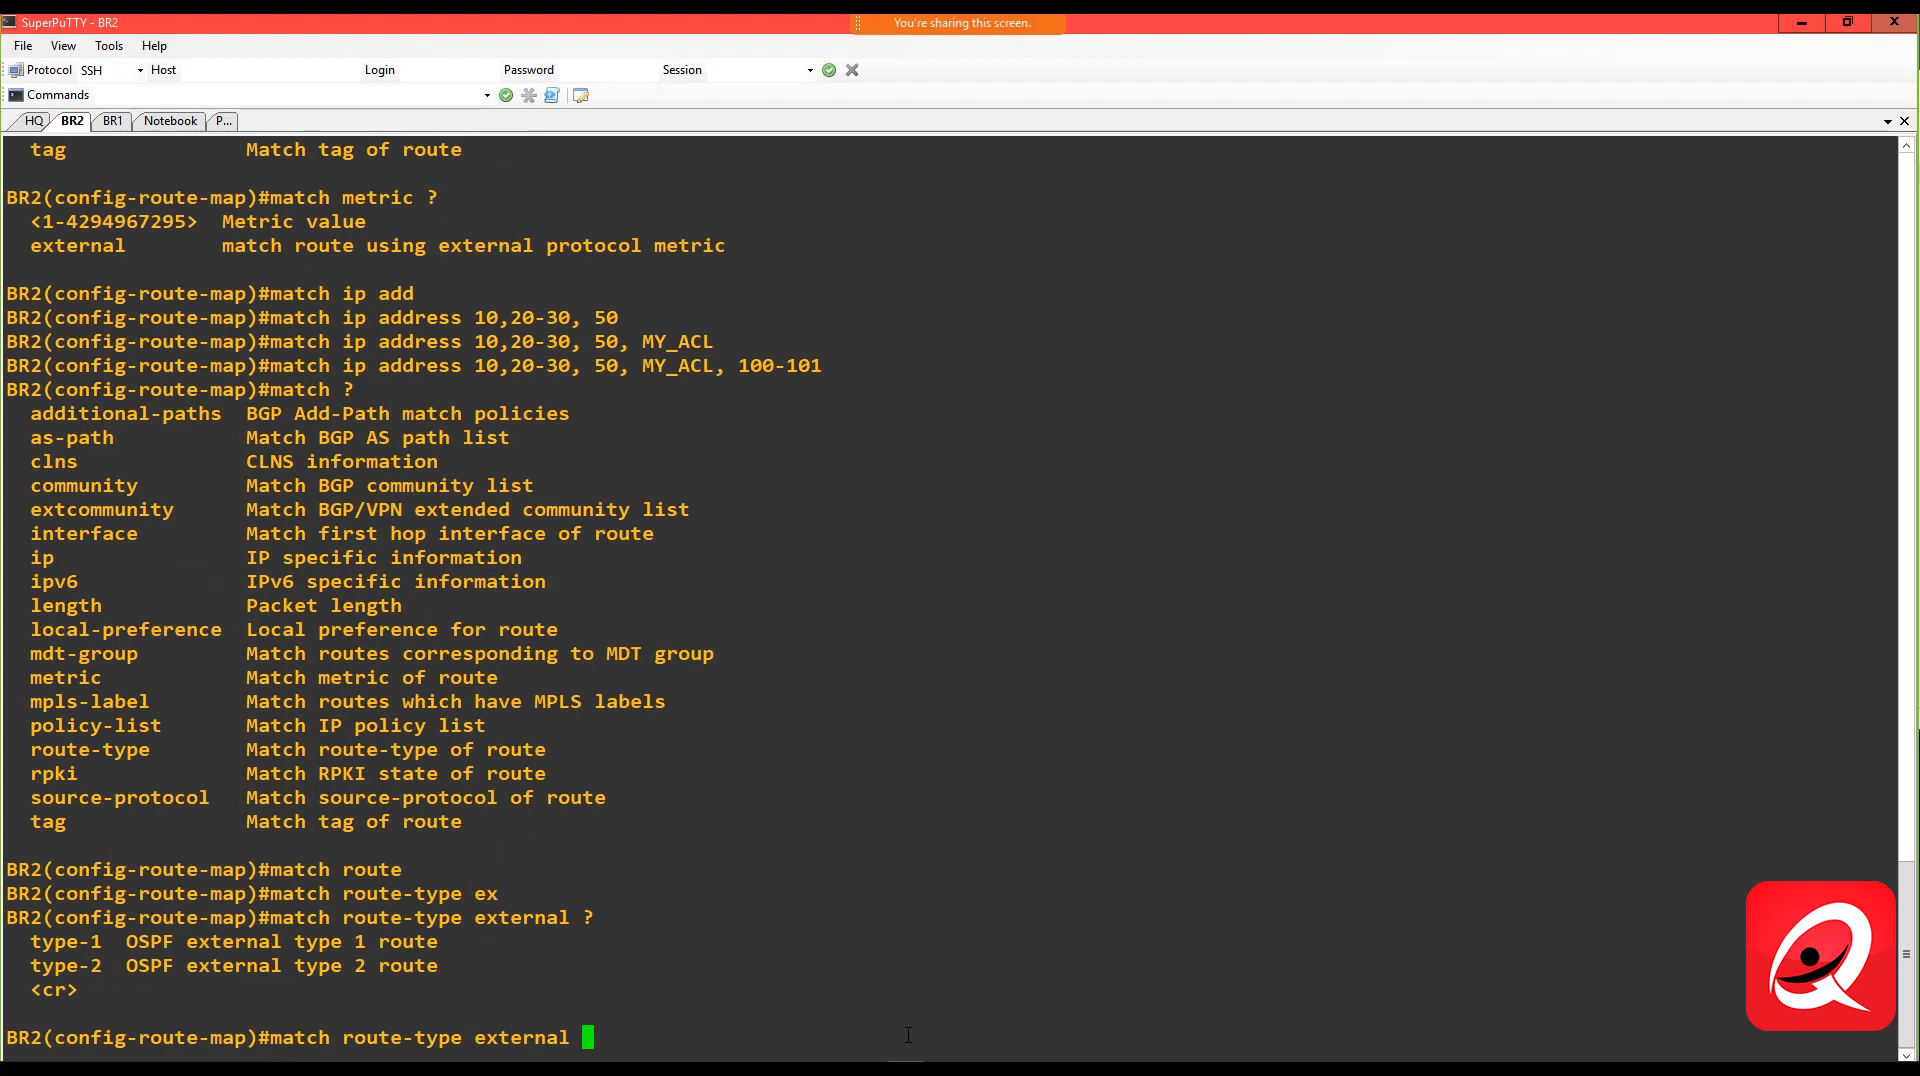 SuperPuTTY - BR2
You're sharing this screen.
File View Tools Help
Protocol SSH Host Login Password Session
Commands
HQ BR2 BR1 Notebook P...
tag Match tag of route
BR2(config-route-map)#match metric ?
<1-4294967295> Metric value
external match route using external protocol metric
BR2(config-route-map)#match ip add
BR2(config-route-map)#match ip address 10,20-30, 50
BR2(config-route-map)#match ip address 10,20-30, 50, MY_ACL
BR2(config-route-map)#match ip address 10,20-30, 50, MY_ACL, 100-101
BR2(config-route-map)#match ?
additional-paths BGP Add-Path match policies
as-path Match BGP AS path list
clns CLNS information
community Match BGP community list
extcommunity Match BGP/VPN extended community list
interface Match first hop interface of route
ip IP specific information
ipv6 IPv6 specific information
length Packet length
local-preference Local preference for route
mdt-group Match routes corresponding to MDT group
metric Match metric of route
mpls-label Match routes which have MPLS labels
policy-list Match IP policy list
route-type Match route-type of route
rpki Match RPKI state of route
source-protocol Match source-protocol of route
tag Match tag of route
BR2(config-route-map)#match route
BR2(config-route-map)#match route-type ex
BR2(config-route-map)#match route-type external ?
type-1 OSPF external type 1 route
type-2 OSPF external type 2 route
<cr>
BR2(config-route-map)#match route-type external